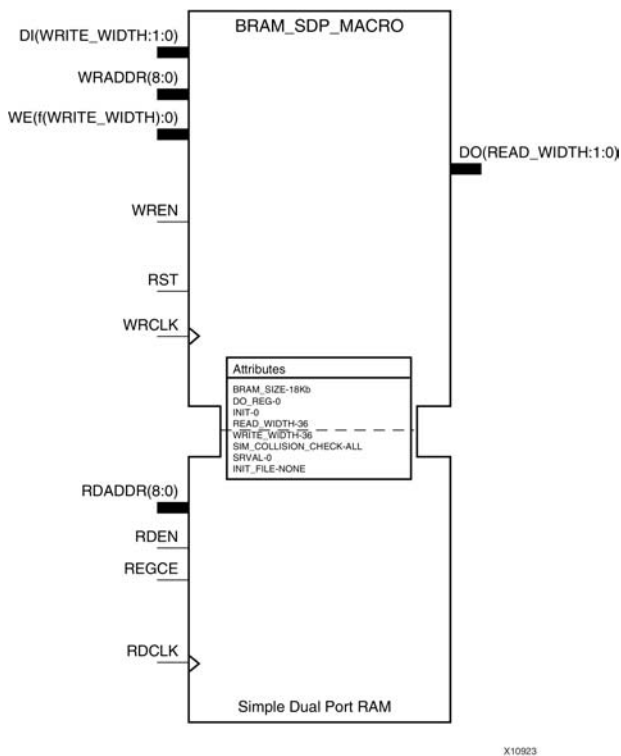 BRAM_SDP_MACRO
DI(WRITE_WIDTH:1:0)
WRADDR(8:0)
WE(f(WRITE_WIDTH):0)
DO(READ_WIDTH:1:0)
WREN
RST
WRCLK
Attributes
BRAM_SIZE-18Kb
DO_REG-0
INIT-0
READ_WIDTH-36
WRITE_WIDTH-36
SIM_COLLISION_CHECK-ALL
SRVAL-0
INIT_FILE-NONE
RDADDR(8:0)
RDEN
REGCE
RDCLK
Simple Dual Port RAM
X10923